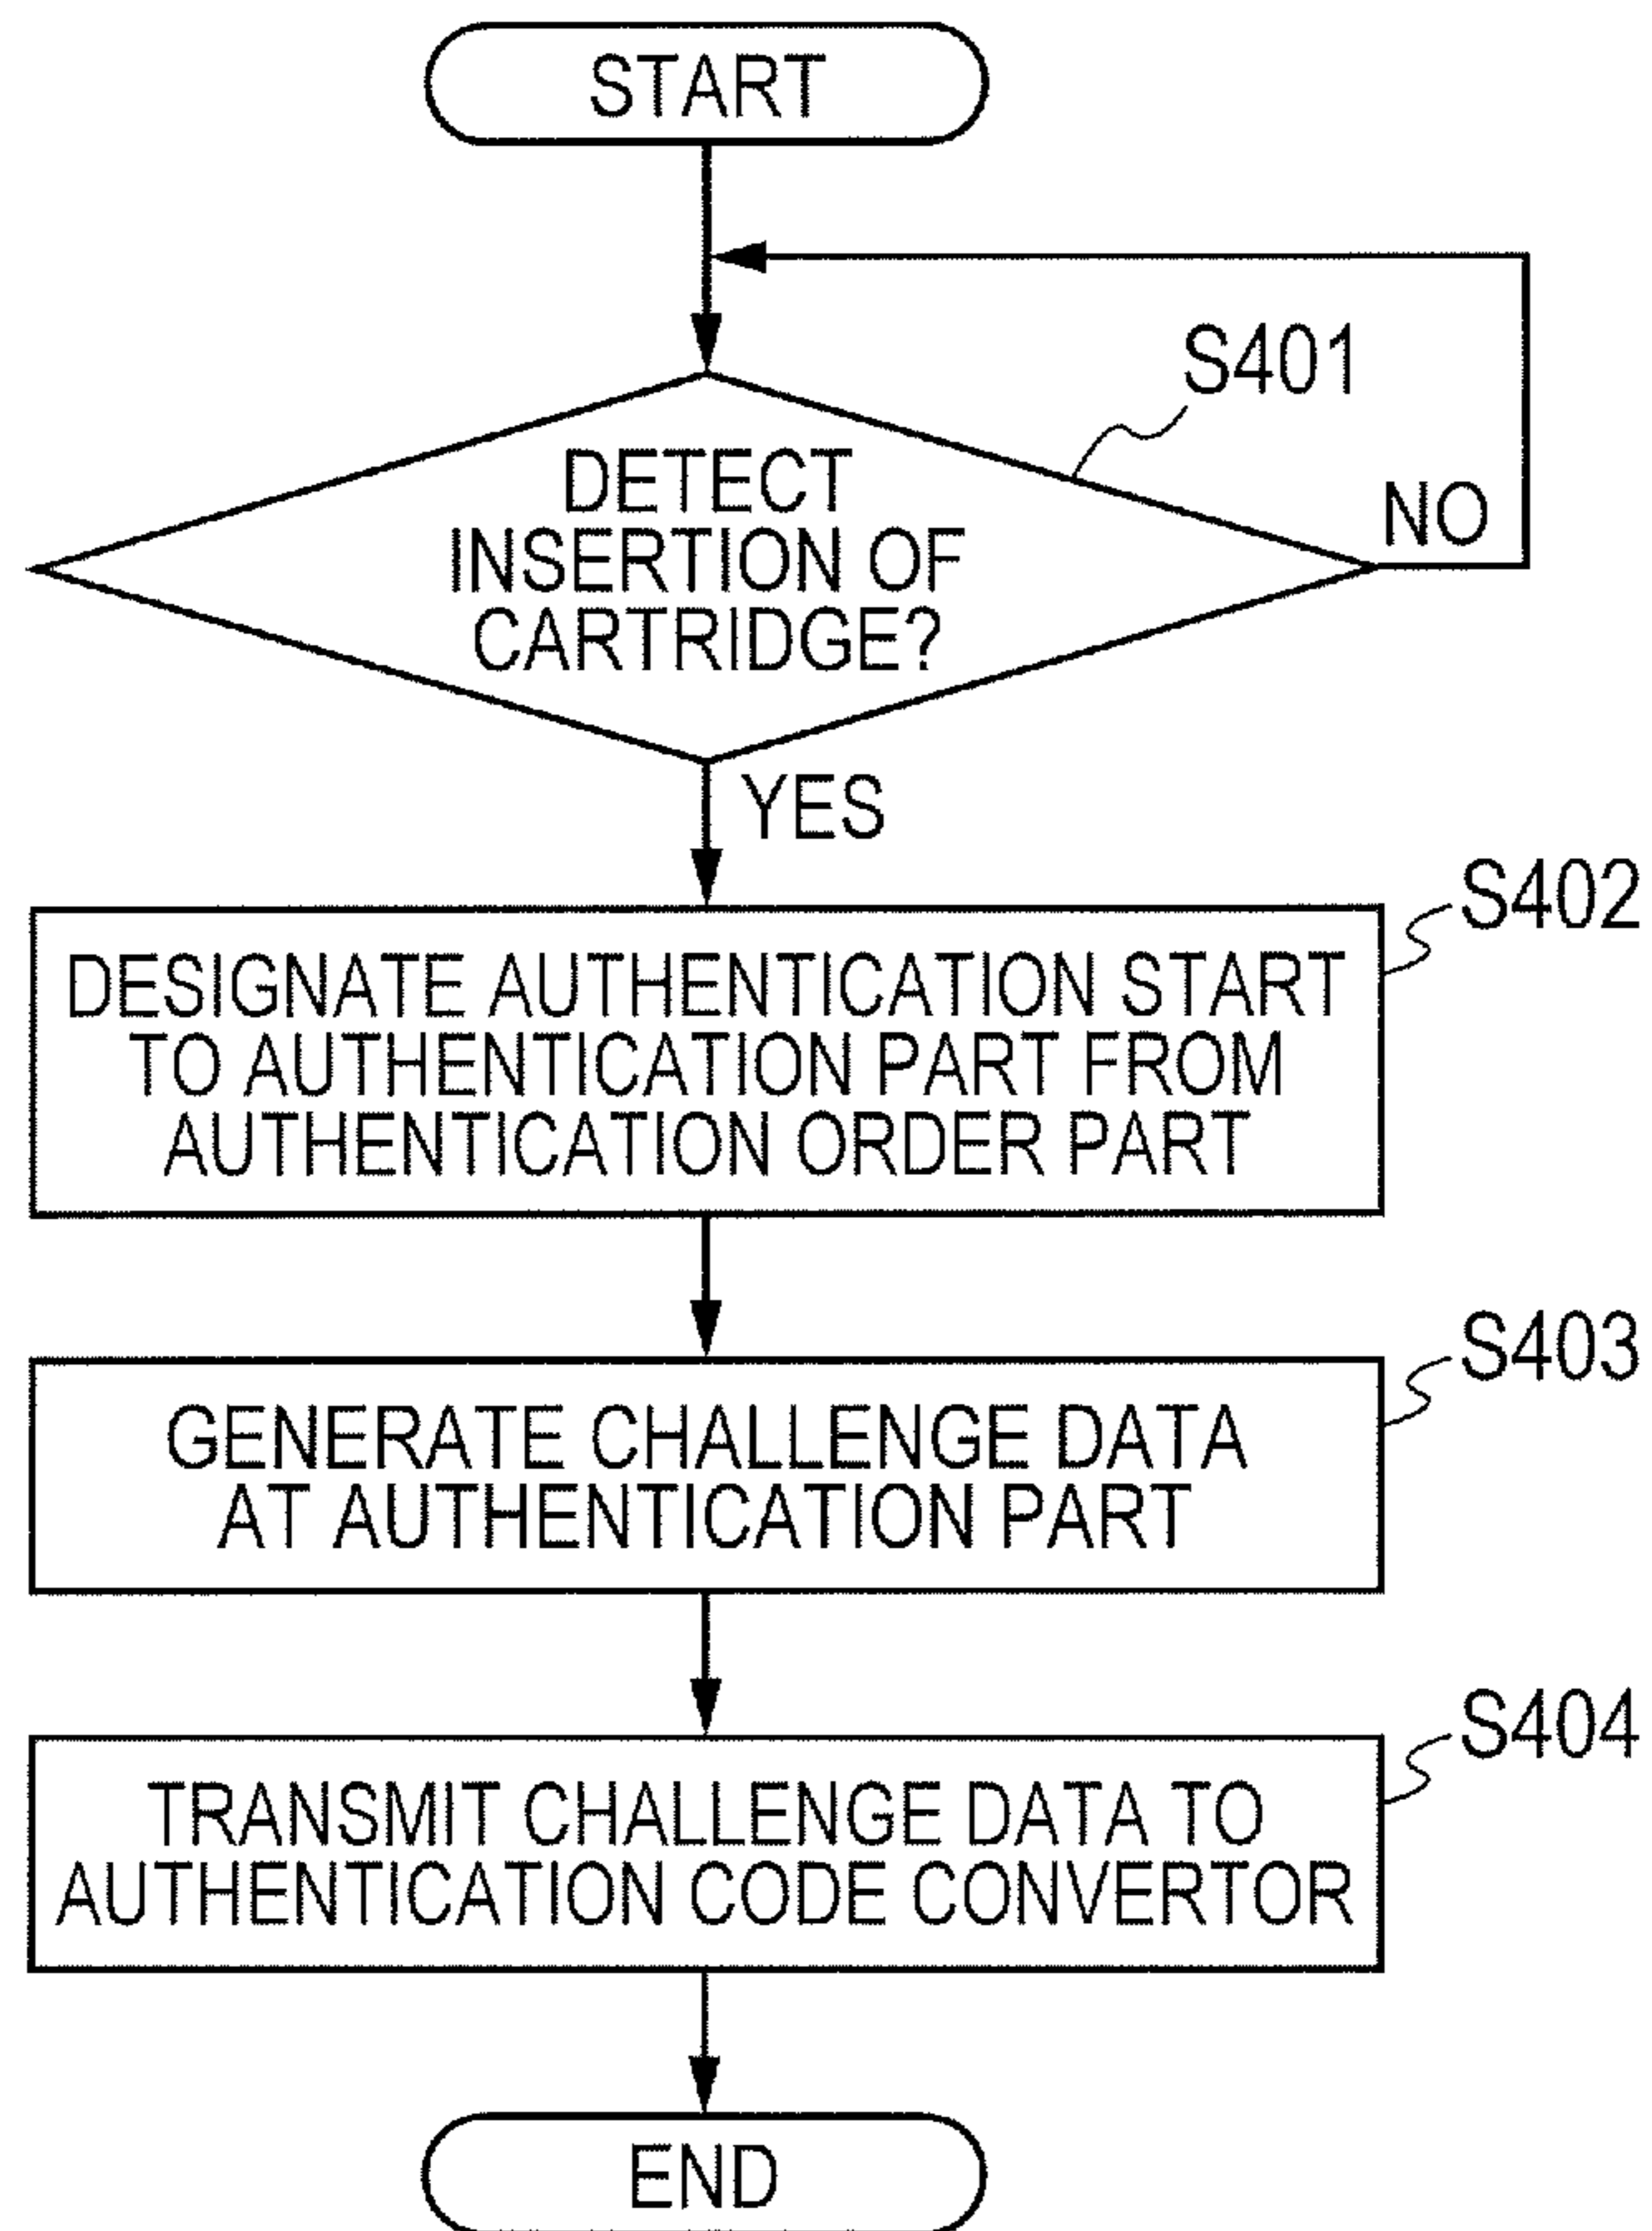 START
S401
DETECT
INSERTION OF
CARTRIDGE?
NO
YES
S402
DESIGNATE AUTHENTICATION START
TO AUTHENTICATION PART FROM
AUTHENTICATION ORDER PART
S403
GENERATE CHALLENGE DATA
AT AUTHENTICATION PART
S404
TRANSMIT CHALLENGE DATA TO
AUTHENTICATION CODE CONVERTOR
END